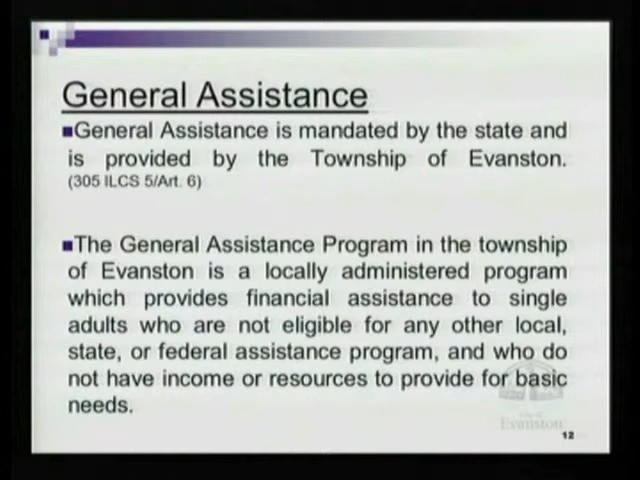 General Assistance
General Assistance is mandated by the state and
is provided by the Township of Evanston.
(305 ILCS 5/Art. 6)
The General Assistance Program in the township
of Evanston is a locally administered program
which provides financial assistance to single
adults who are not eligible for any other local,
state, or federal assistance program, and who do
not have income or resources to provide for basic
needs.
Evanston
12